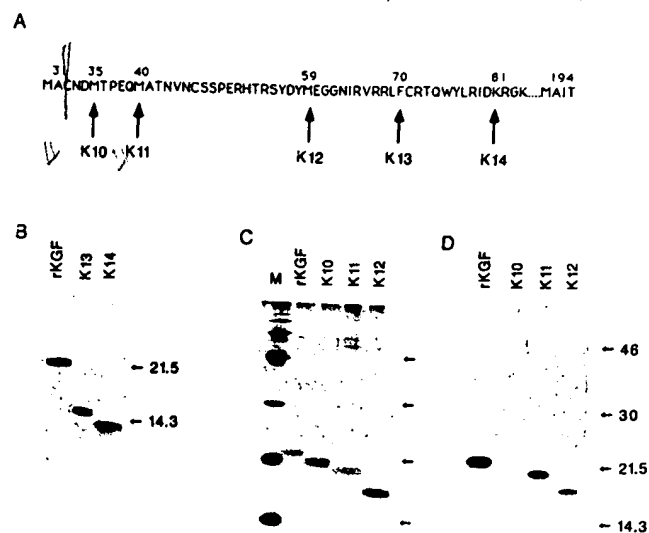 A
3 35 40 59 70 81 194
MACNDMTPEQMATNVNCSSPERHTRSYDYMEGGNIRVRRLFCRTQWYLRIDKRGK....MAIT
K10 K11 K12 K13 K14
B C D
rKGF K13 K14
M rKGF K10 K11 K12
rKGF K10 K11 K12
21.5
14.3
46
30
21.5
14.3